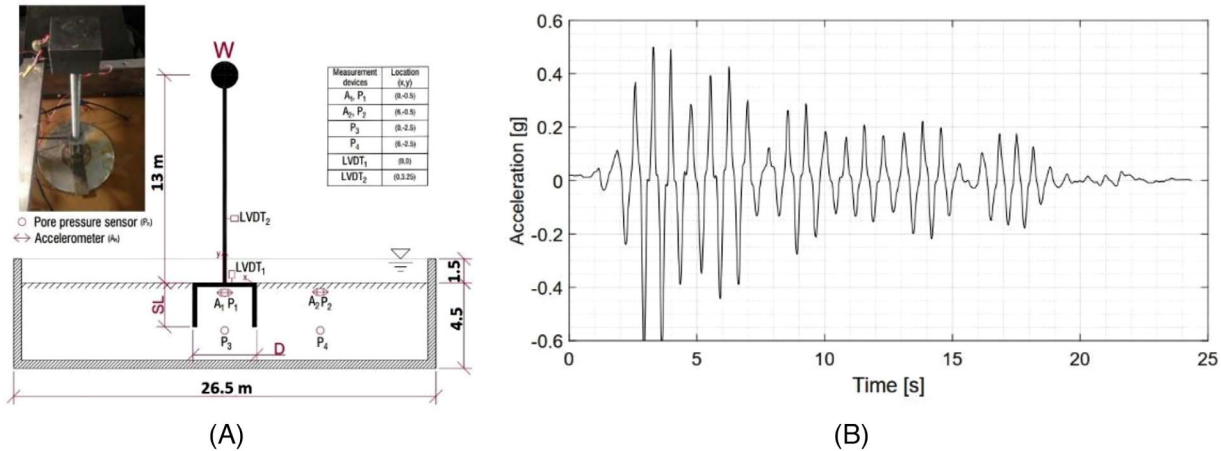 W
Measurement devices
Location (x,y)
A₁, P₁
(0,-0.5)
A₂, P₂
(6,-0.5)
P₃
(0,-2.5)
P₄
(6,-2.5)
LVDT₁
(0,0)
LVDT₂
(0,3.25)
13 m
Pore pressure sensor (Pₙ)
Accelerometer (Aₙ)
LVDT₂
y
LVDT₁
x
1.5
SL
A₁ P₁
A₂ P₂
4.5
P₃
P₄
D
26.5 m
(A)
Acceleration [g]
0.6
0.4
0.2
0
-0.2
-0.4
-0.6
0
5
10
15
20
25
Time [s]
(B)